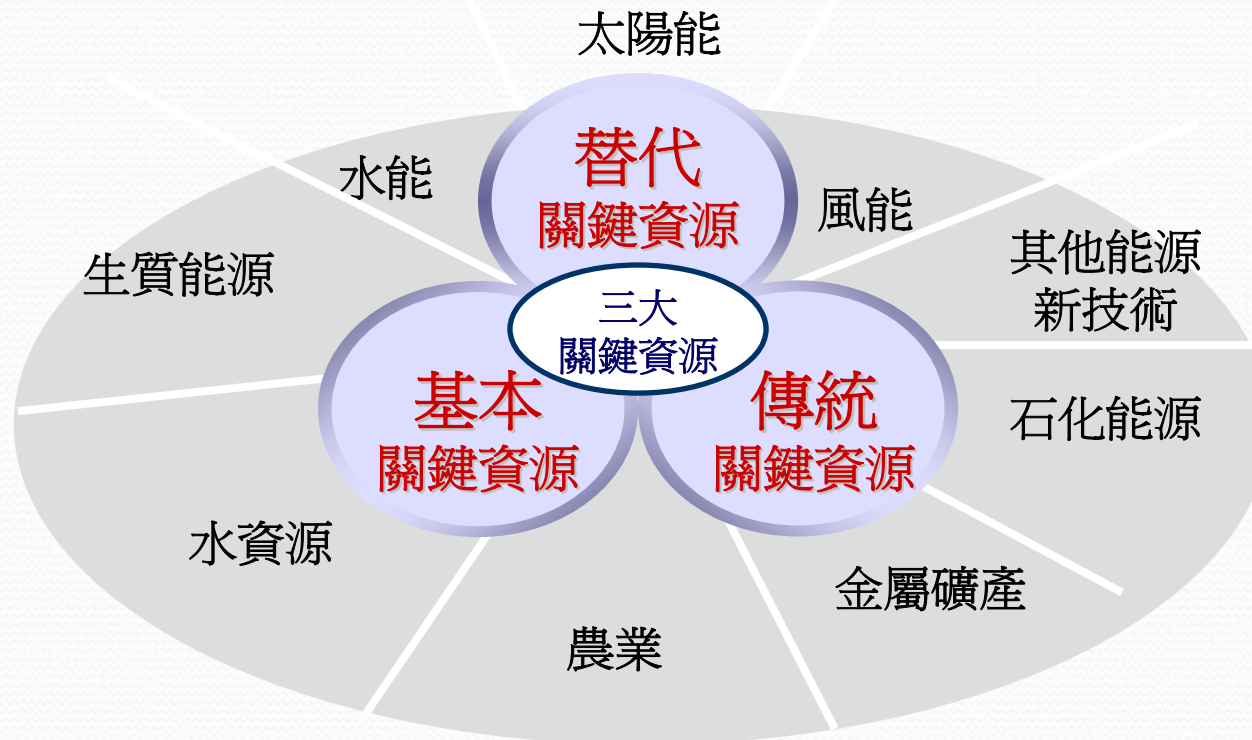 太陽能
替代
關鍵資源
水能
風能
生質能源
其他能源
新技術
三大
關鍵資源
基本
關鍵資源
傳統
關鍵資源
石化能源
水資源
金屬礦產
農業